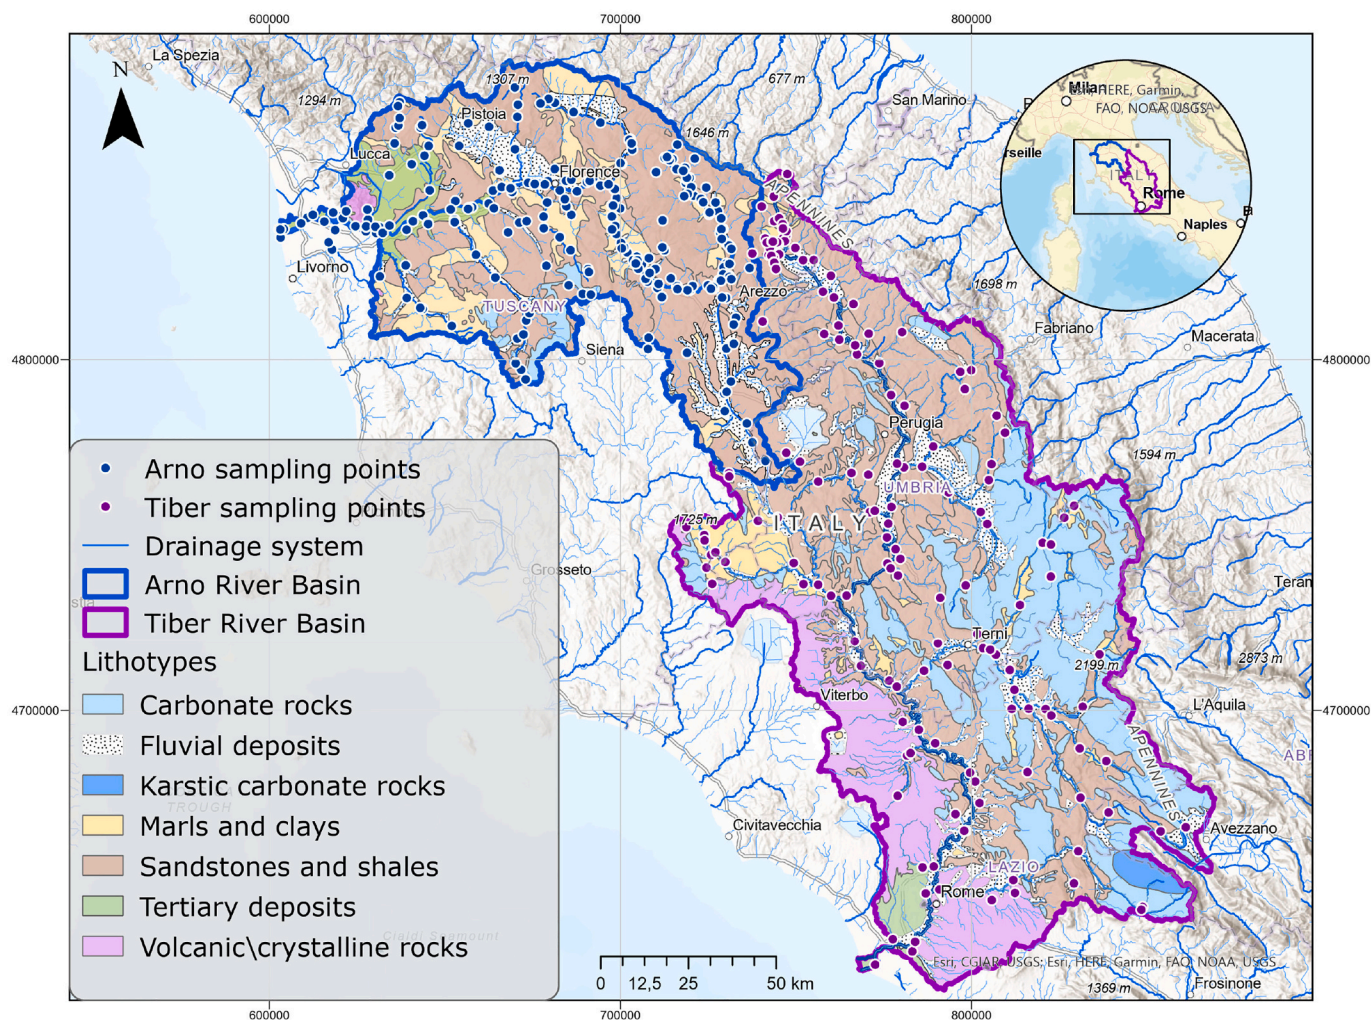 600000
700000
800000
La Spezia
N
1307 m
677 m
1294 m
San Marino
Milan
Esri, HERE, Garmin,
FAO, NOAA, USGS
Pistoia
1646 m
Lucca
rseille
ITAL
Florence
Rome
APENNINES
Naples
Livorno
Arezzo
1698 m
TUSCANY
Fabriano
Macerata
Siena
4800000
4800000
Perugia
1594 m
Arno sampling points
UMBRIA
Tiber sampling points
1725 m
ITALY
Drainage system
Grosseto
Arno River Basin
Teran
Tiber River Basin
Terni
Lithotypes
2199 m
2873 m
Viterbo
Carbonate rocks
L'Aquila
4700000
4700000
Fluvial deposits
APENNINES
Karstic carbonate rocks
TROUGH
Marls and clays
Civitavecchia
Avezzano
Sandstones and shales
LAZIO
Rome
Tertiary deposits
Cialdi Seamount
Volcanic\crystalline rocks
Esri, CGIAR, USGS; Esri, HERE, Garmin, FAO, NOAA, USGS
0 12,5 25 50 km
1369 m
Frosinone
600000
700000
800000